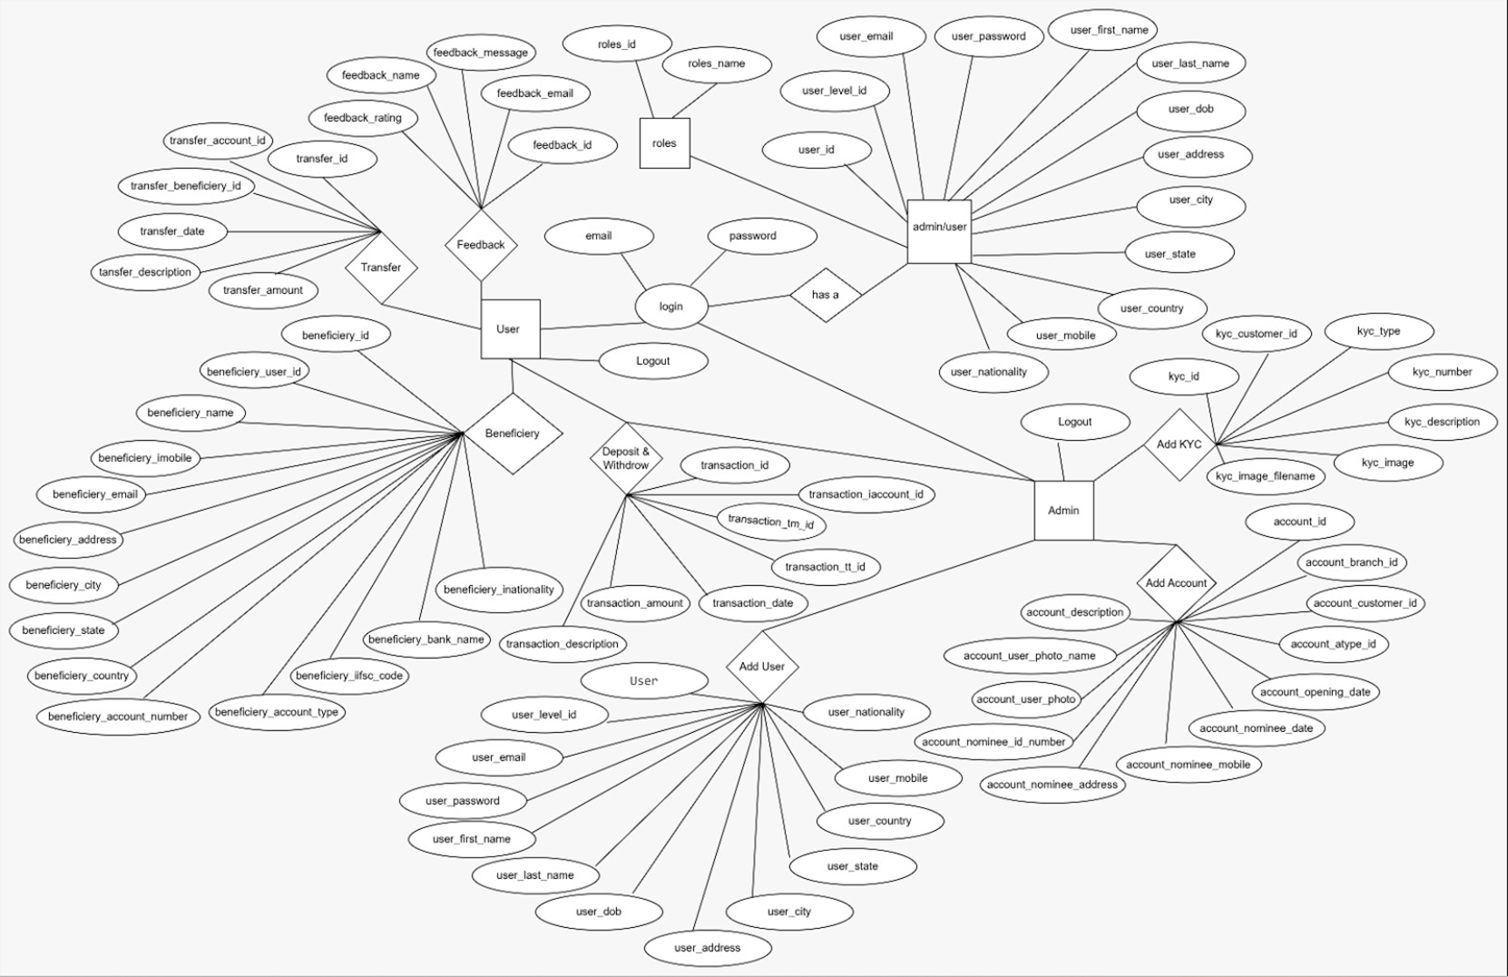 feedback_message
feedback_name
feedback_email
feedback_rating
feedback_id
transfer_account_id
transfer_id
transfer_beneficiery_id
transfer_date
tansfer_description
transfer_amount
Transfer
Feedback
roles_id
roles_name
roles
user_email
user_password
user_first_name
user_last_name
user_level_id
user_dob
user_id
user_address
user_city
admin/user
user_state
user_country
user_mobile
user_nationality
email
password
login
has a
User
Logout
beneficiery_id
beneficiery_user_id
beneficiery_name
beneficiery_imobile
beneficiery_email
beneficiery_address
beneficiery_city
beneficiery_state
beneficiery_country
beneficiery_account_number
beneficiery_account_type
beneficiery_iifsc_code
beneficiery_bank_name
beneficiery_inationality
Beneficiery
Deposit &
Withdrow
transaction_id
transaction_iaccount_id
transaction_tm_id
transaction_tt_id
transaction_date
transaction_amount
transaction_description
kyc_customer_id
kyc_type
kyc_id
kyc_number
kyc_description
kyc_image
kyc_image_filename
Add KYC
Logout
Admin
account_id
account_branch_id
account_customer_id
account_atype_id
account_opening_date
account_nominee_date
account_nominee_mobile
account_nominee_address
account_nominee_id_number
account_user_photo
account_user_photo_name
account_description
Add Account
Add User
User
user_level_id
user_email
user_password
user_first_name
user_last_name
user_dob
user_address
user_city
user_state
user_country
user_mobile
user_nationality